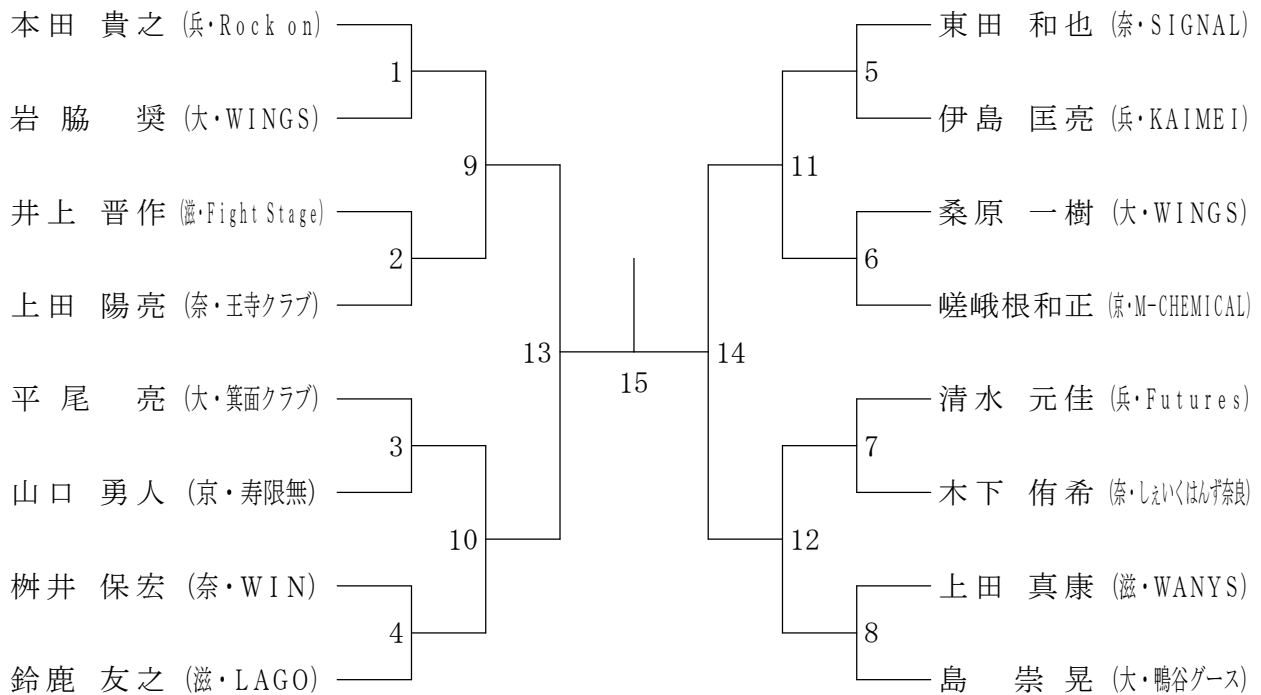 本田 貴之 (兵・Rock on)
1
岩脇 奨 (大・WINGS)
9
井上 晋作 (滋・Fight Stage)
2
上田 陽亮 (奈・王寺クラブ)
13
平尾 亮 (大・箕面クラブ)
3
山口 勇人 (京・寿限無)
10
桝井 保宏 (奈・WIN)
4
鈴鹿 友之 (滋・LAGO)
15
東田 和也 (奈・SIGNAL)
5
伊島 匡亮 (兵・KAIMEI)
11
桑原 一樹 (大・WINGS)
6
嵯峨根和正 (京・M-CHEMICAL)
14
清水 元佳 (兵・Futures)
7
木下 侑希 (奈・しぇいくはんず奈良)
12
上田 真康 (滋・WANYS)
8
島 崇晃 (大・鴨谷グース)